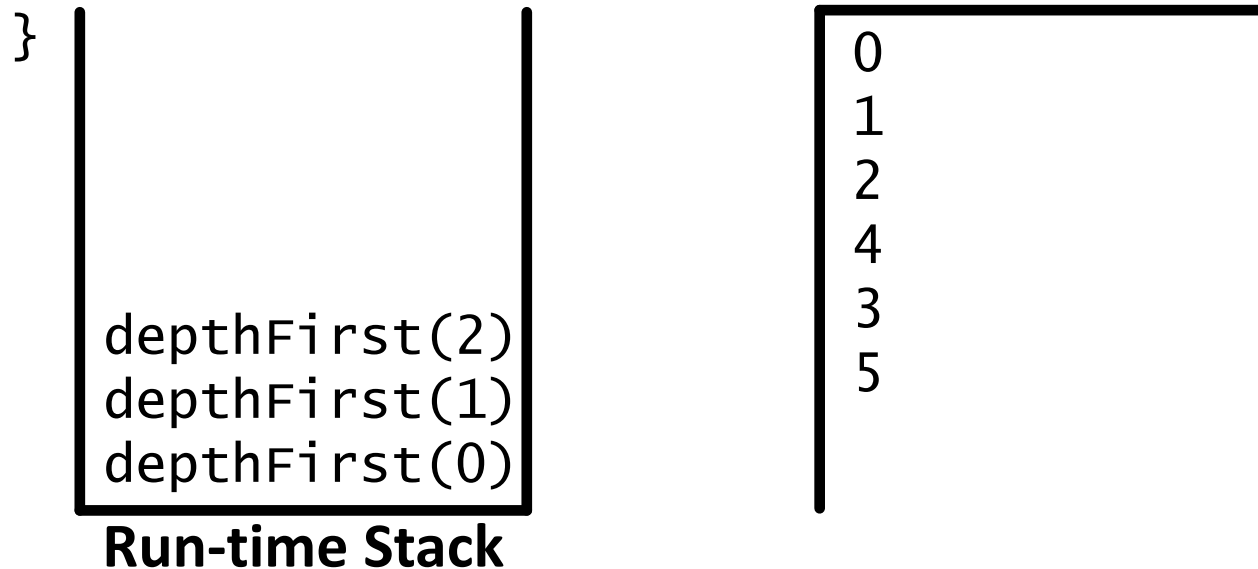 }
depthFirst(2)
depthFirst(1)
depthFirst(0)
Run-time Stack
0
1
2
4
3
5